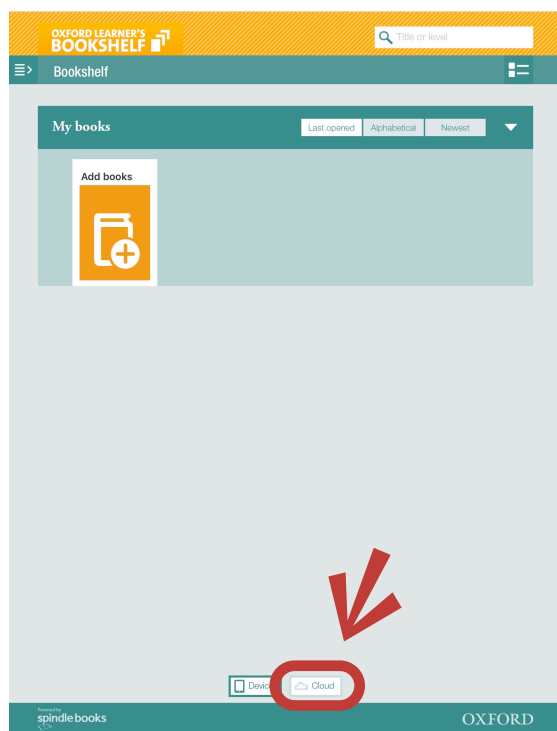 OXFORD LEARNER'S
BOOKSHELF
Title or level
Bookshelf
My books
Last opened
Alphabetical
Newest
Add books
Device
Cloud
Powered by
spindlebooks
OXFORD